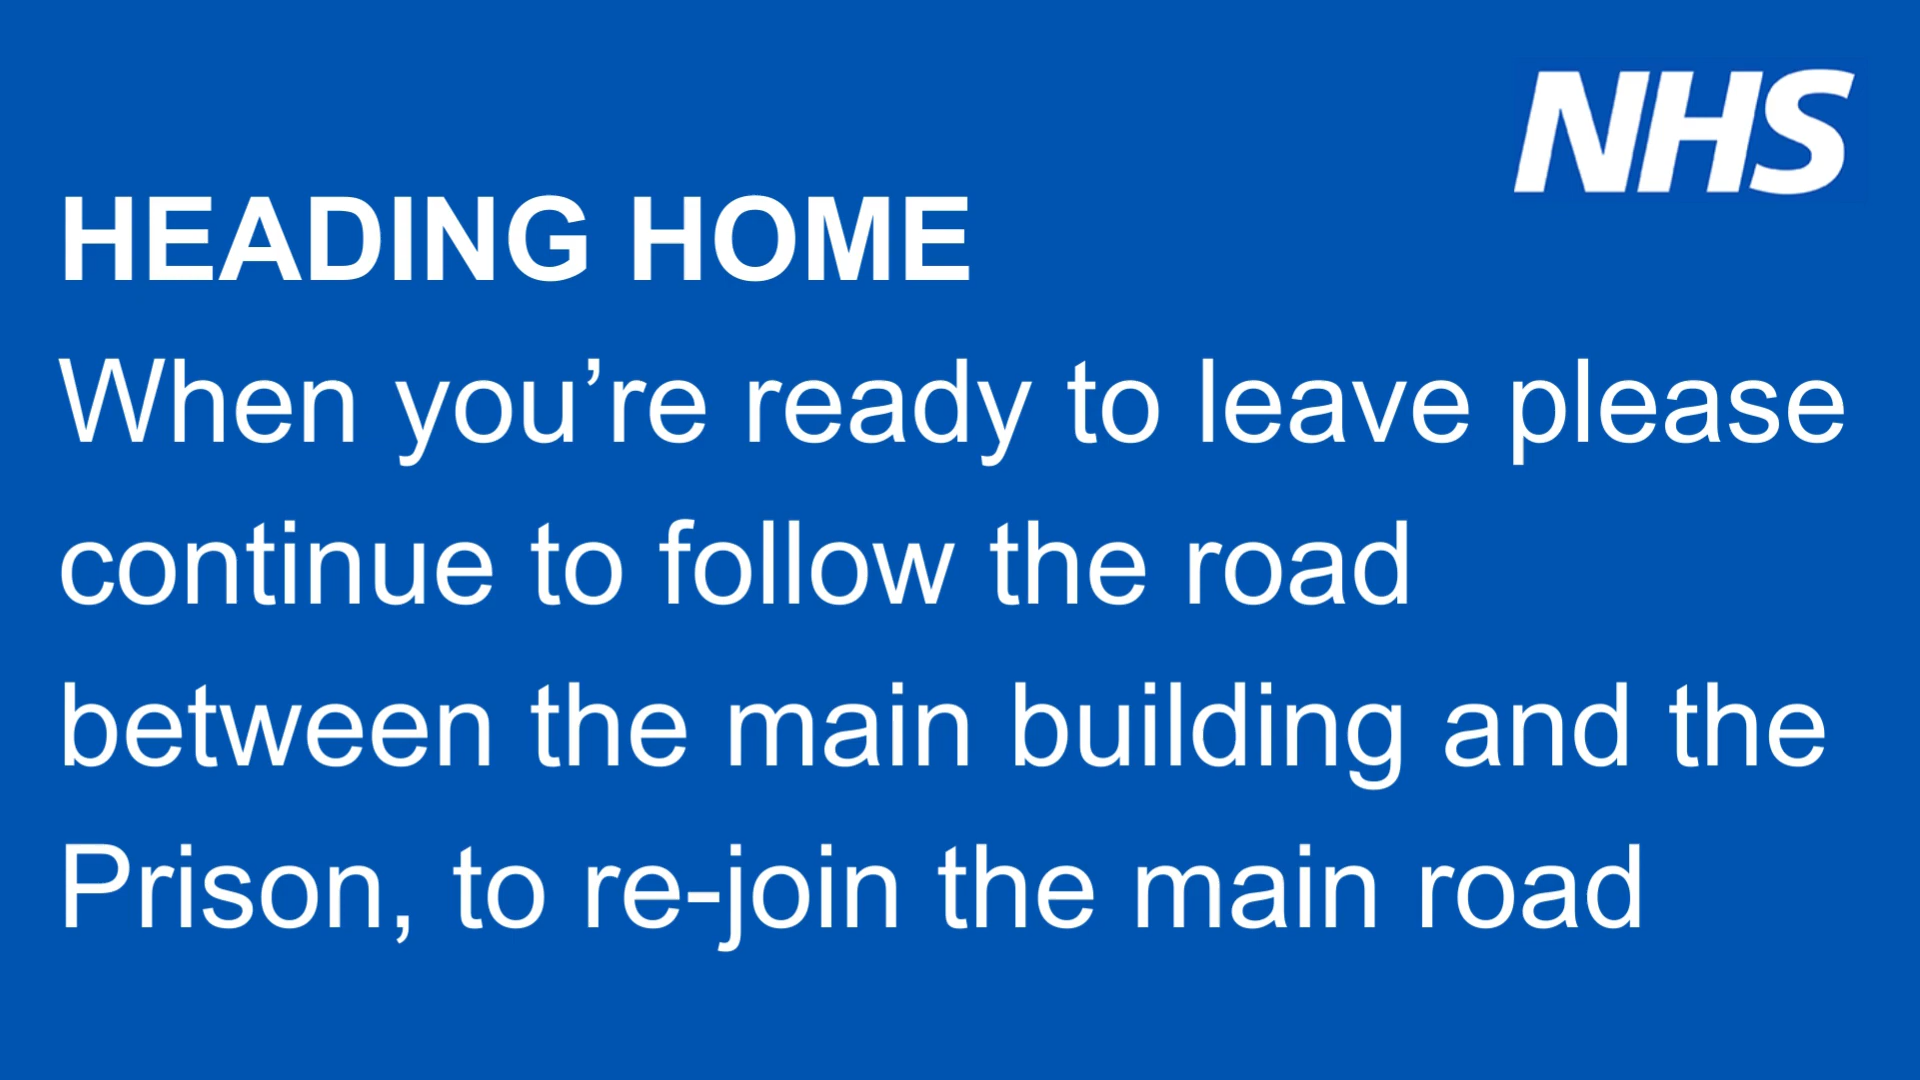 NHS
HEADING HOME
When you’re ready to leave please
continue to follow the road
between the main building and the
Prison, to re-join the main road